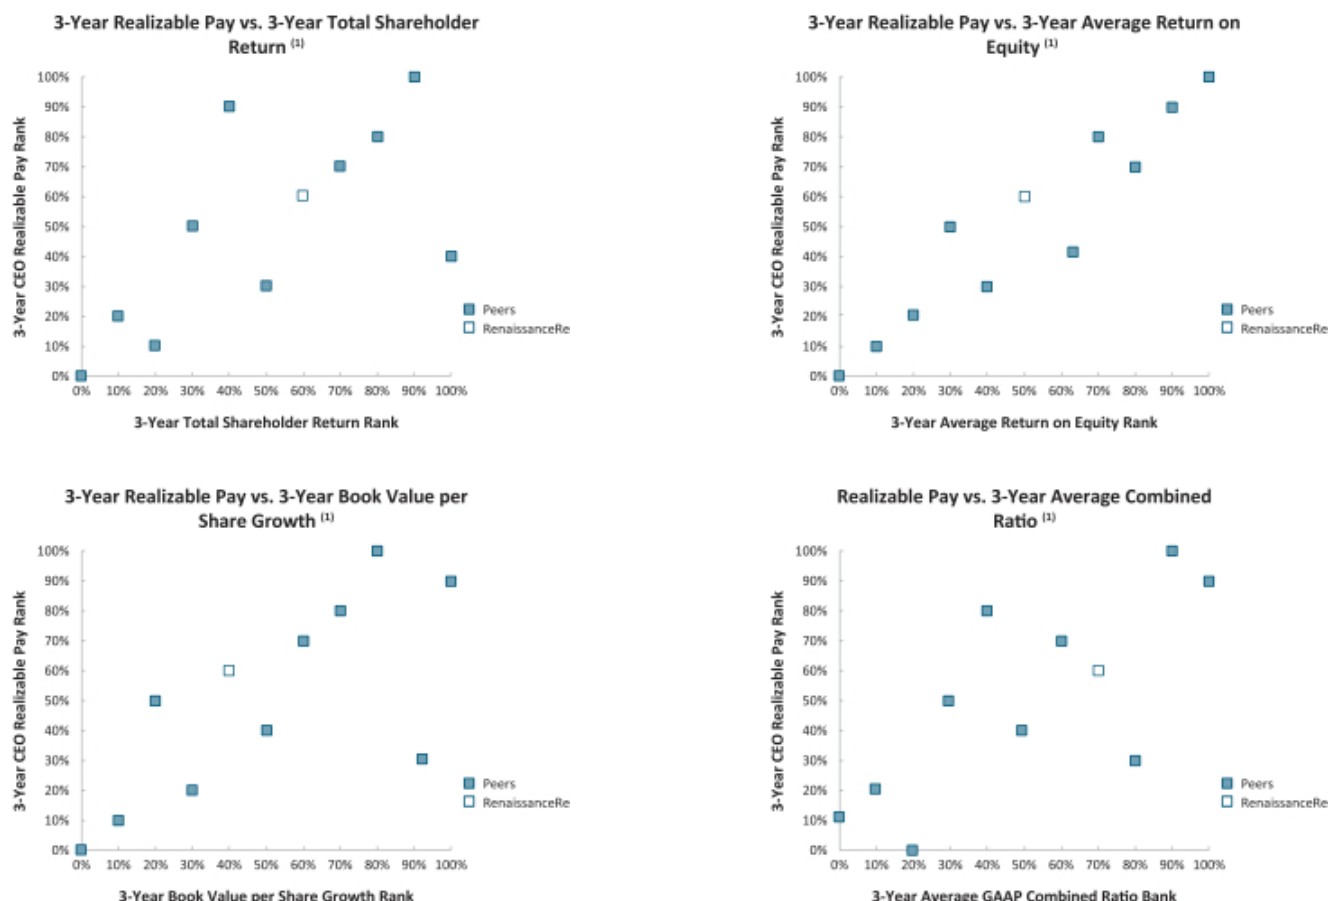 3-Year Realizable Pay vs. 3-Year Total Shareholder
Return (1)
3-Year CEO Realizable Pay Rank
100%
90%
80%
70%
60%
50%
40%
30%
20%
10%
0%
0% 10% 20% 30% 40% 50% 60% 70% 80% 90% 100%
3-Year Total Shareholder Return Rank
Peers
RenaissanceRe
3-Year Realizable Pay vs. 3-Year Average Return on
Equity (1)
3-Year CEO Realizable Pay Rank
100%
90%
80%
70%
60%
50%
40%
30%
20%
10%
0%
0% 10% 20% 30% 40% 50% 60% 70% 80% 90% 100%
3-Year Average Return on Equity Rank
Peers
RenaissanceRe
3-Year Realizable Pay vs. 3-Year Book Value per
Share Growth (1)
3-Year CEO Realizable Pay Rank
100%
90%
80%
70%
60%
50%
40%
30%
20%
10%
0%
0% 10% 20% 30% 40% 50% 60% 70% 80% 90% 100%
3-Year Book Value per Share Growth Rank
Peers
RenaissanceRe
Realizable Pay vs. 3-Year Average Combined
Ratio (1)
3-Year CEO Realizable Pay Rank
100%
90%
80%
70%
60%
50%
40%
30%
20%
10%
0%
0% 10% 20% 30% 40% 50% 60% 70% 80% 90% 100%
3-Year Average GAAP Combined Ratio Bank
Peers
RenaissanceRe